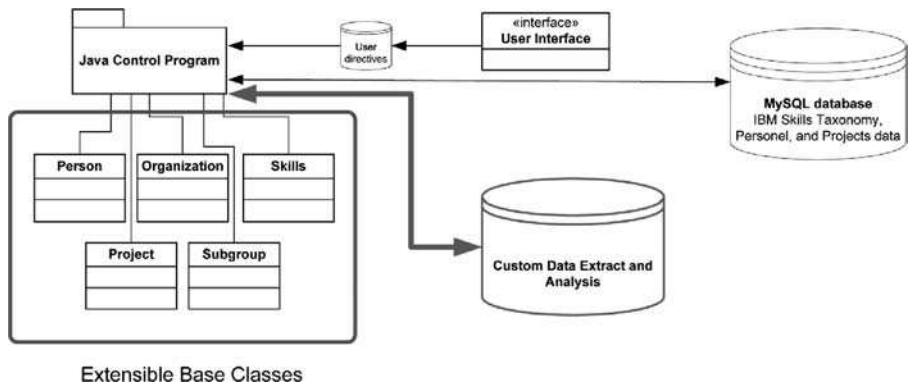 «interface»
User Interface
Java Control Program
User
directives
MySQL database
IBM Skills Taxonomy,
Personel, and Projects data
Person
Organization
Skills
Project
Subgroup
Custom Data Extract and
Analysis
Extensible Base Classes